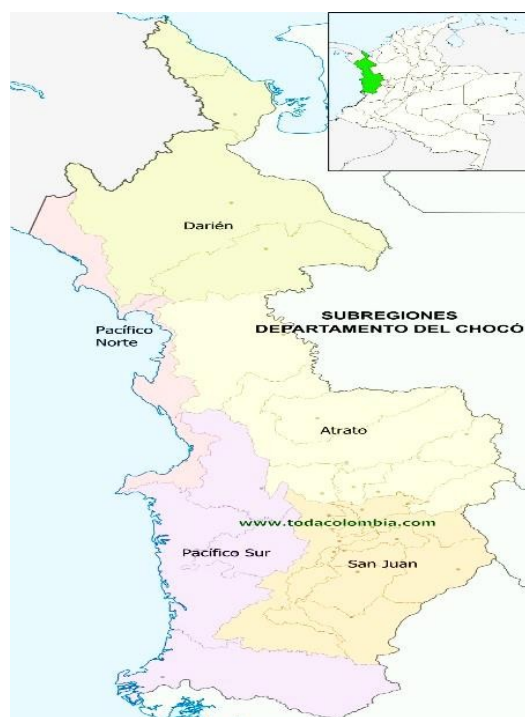 Darién
SUBREGIONES
DEPARTAMENTO DEL CHOCÓ
Pacífico
Norte
Atrato
www.todacolombia.com
Pacífico Sur
San Juan